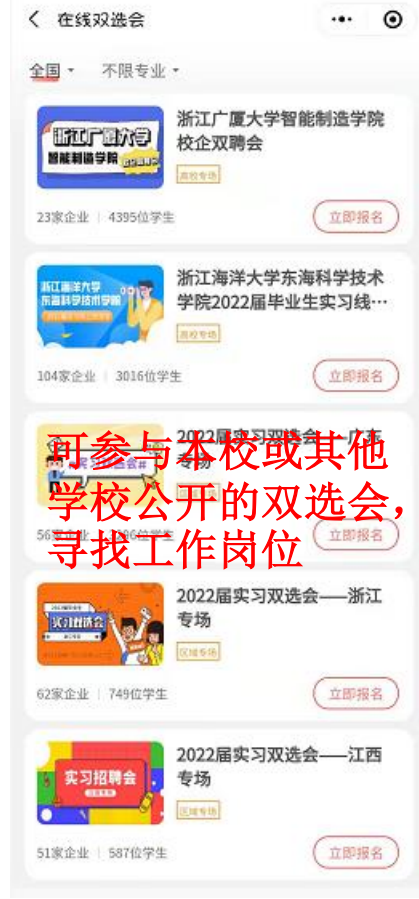 在线双选会
全国
不限专业
浙江广厦大学
智能制造学院
浙江广厦大学智能制造学院
校企双聘会
高校专场
23家企业 | 4395位学生
立即报名
浙江海洋大学
东海科学技术学院
浙江海洋大学东海科学技术
学院2022届毕业生实习线…
高校专场
104家企业 | 3016位学生
立即报名
2022届实习双选会——广东
专场
可参与本校或其他
学校公开的双选会，
寻找工作岗位
立即报名
实习双选会
2022届实习双选会——浙江
专场
区域专场
62家企业 | 749位学生
立即报名
实习招聘会
2022届实习双选会——江西
专场
区域专场
51家企业 | 587位学生
立即报名